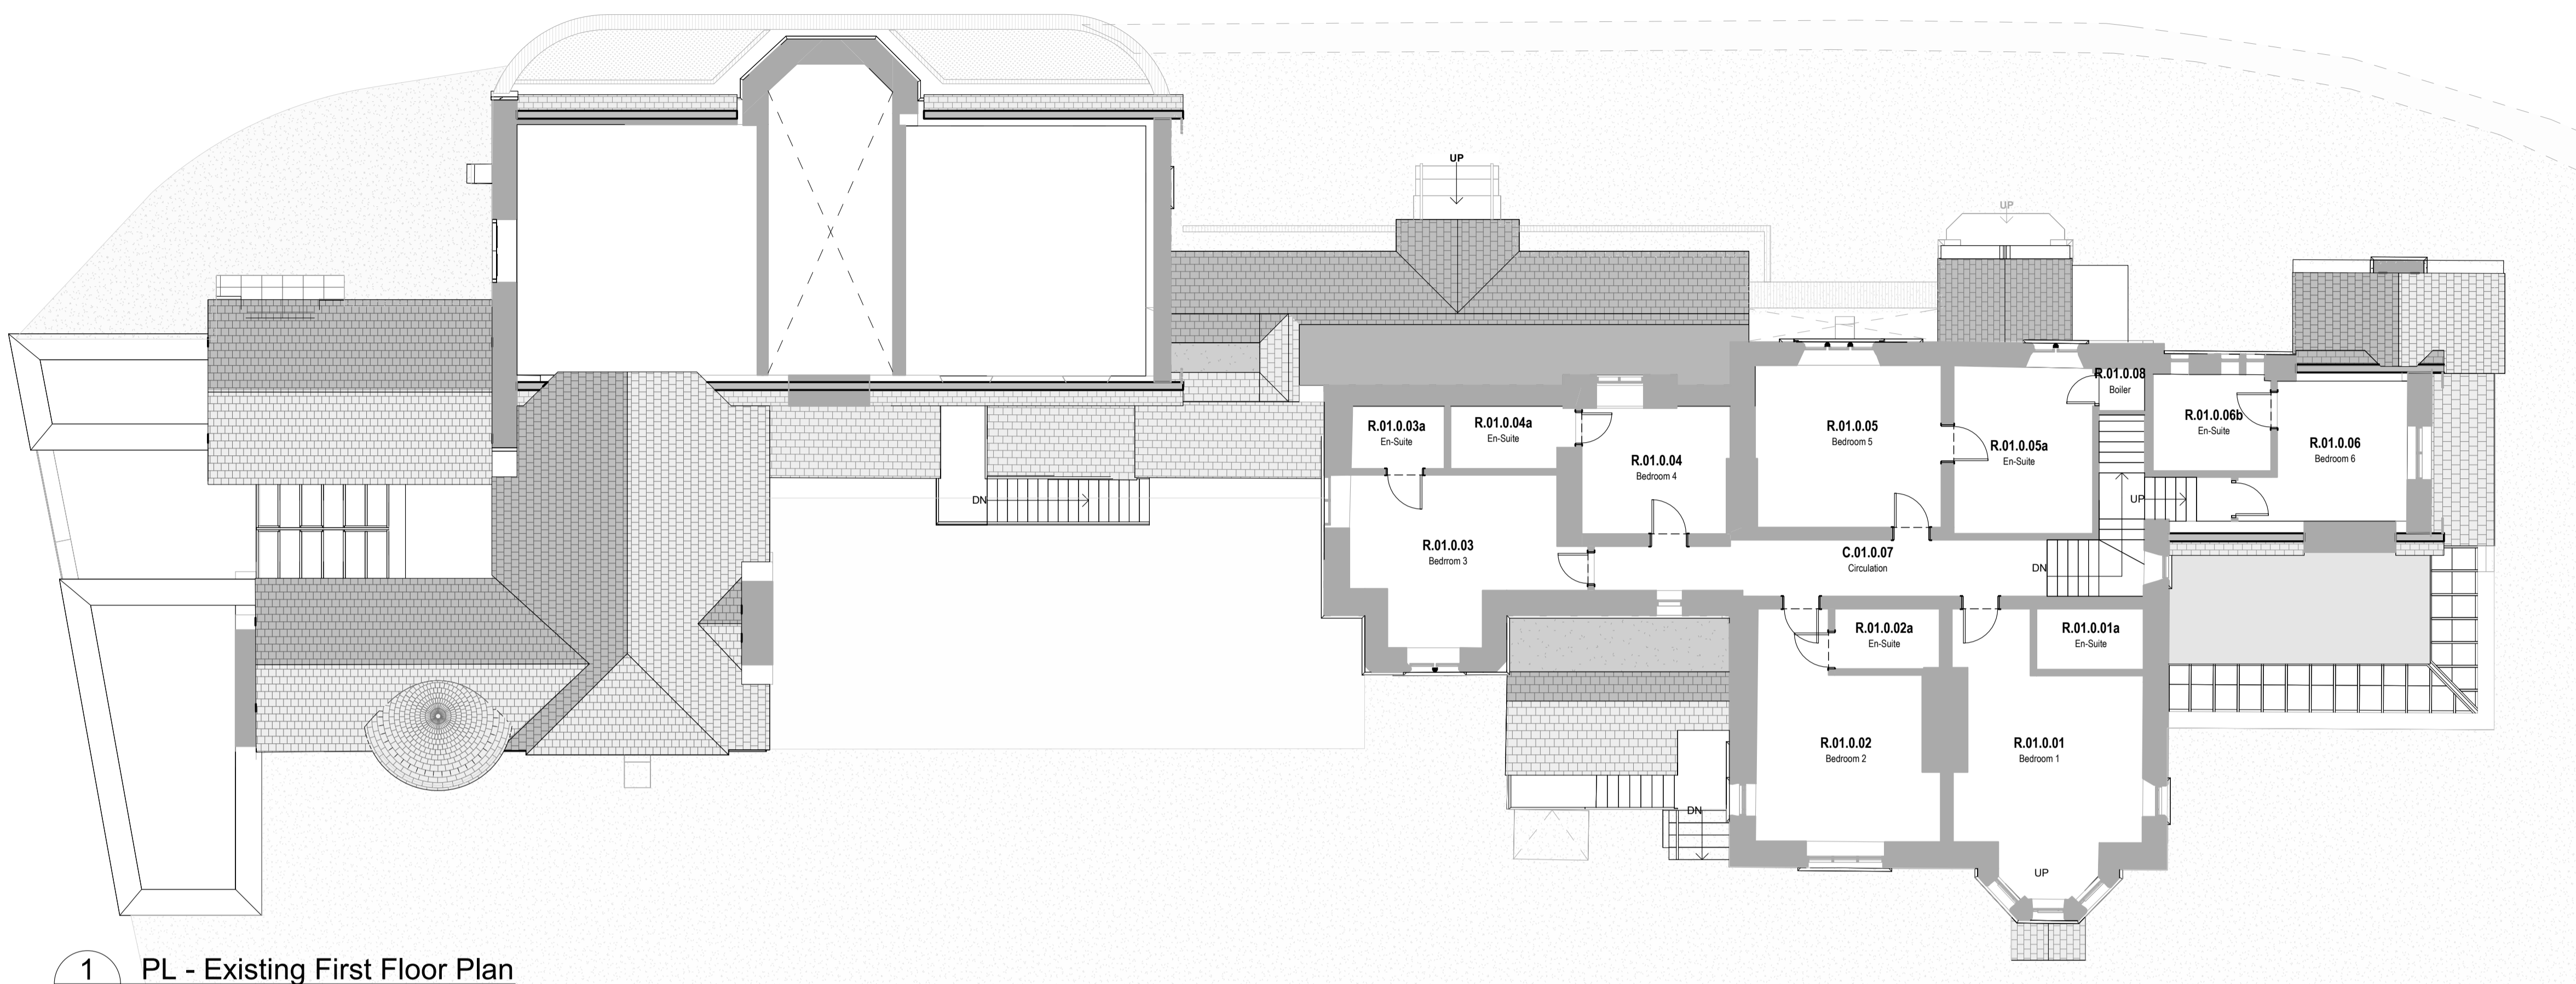 UP
UP
R.01.0.08
Boiler
R.01.0.03a
En-Suite
R.01.0.04a
En-Suite
R.01.0.05
Bedroom 5
R.01.0.05a
En-Suite
R.01.0.06b
En-Suite
R.01.0.06
Bedroom 6
R.01.0.04
Bedroom 4
DN
UP
R.01.0.03
Bedrrom 3
C.01.0.07
Circulation
DN
R.01.0.02a
En-Suite
R.01.0.01a
En-Suite
R.01.0.02
Bedroom 2
R.01.0.01
Bedroom 1
DN
UP
1 PL - Existing First Floor Plan